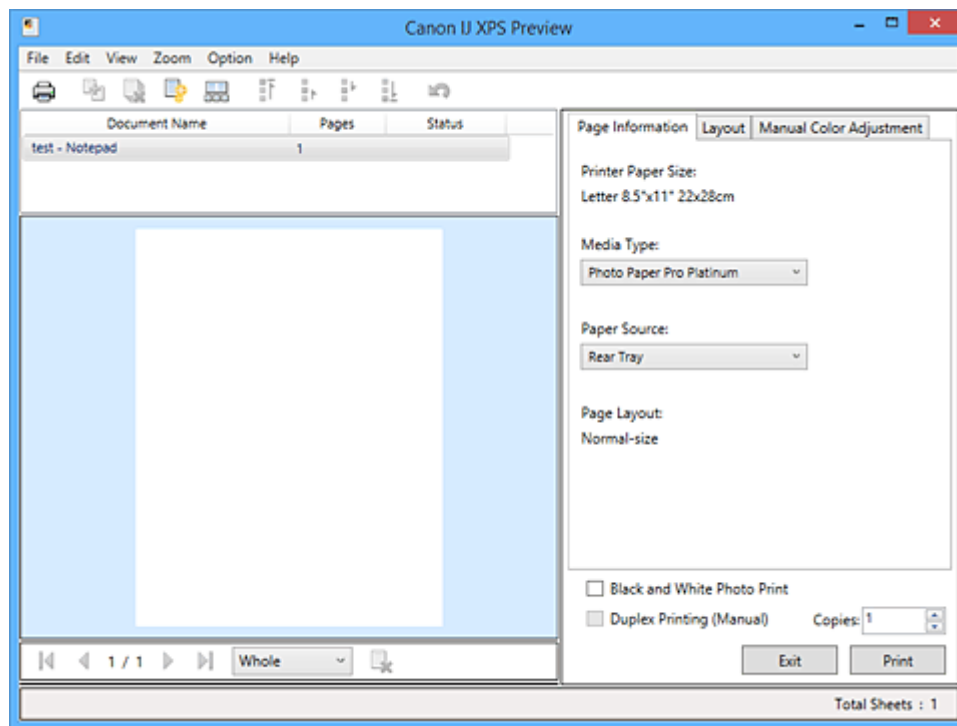 Canon IJ XPS Preview
File Edit View Zoom Option Help
Document Name Pages Status
test - Notepad 1
Page Information Layout Manual Color Adjustment
Printer Paper Size:
Letter 8.5"x11" 22x28cm
Media Type:
Photo Paper Pro Platinum
Paper Source:
Rear Tray
Page Layout:
Normal-size
Black and White Photo Print
Duplex Printing (Manual) Copies: 1
1 / 1 Whole
Exit Print
Total Sheets : 1